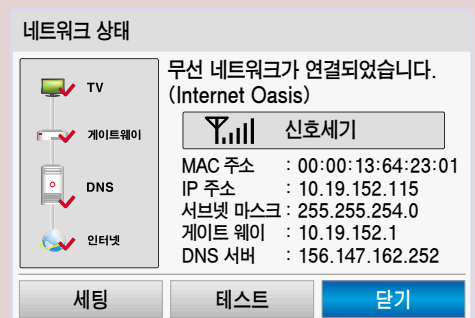 네트워크 상태
TV
게이트웨이
DNS
인터넷
무선 네트워크가 연결되었습니다.
(Internet Oasis)
신호세기
MAC 주소 : 00:00:13:64:23:01
IP 주소 : 10.19.152.115
서브넷 마스크 : 255.255.254.0
게이트 웨이 : 10.19.152.1
DNS 서버 : 156.147.162.252
세팅
테스트
닫기